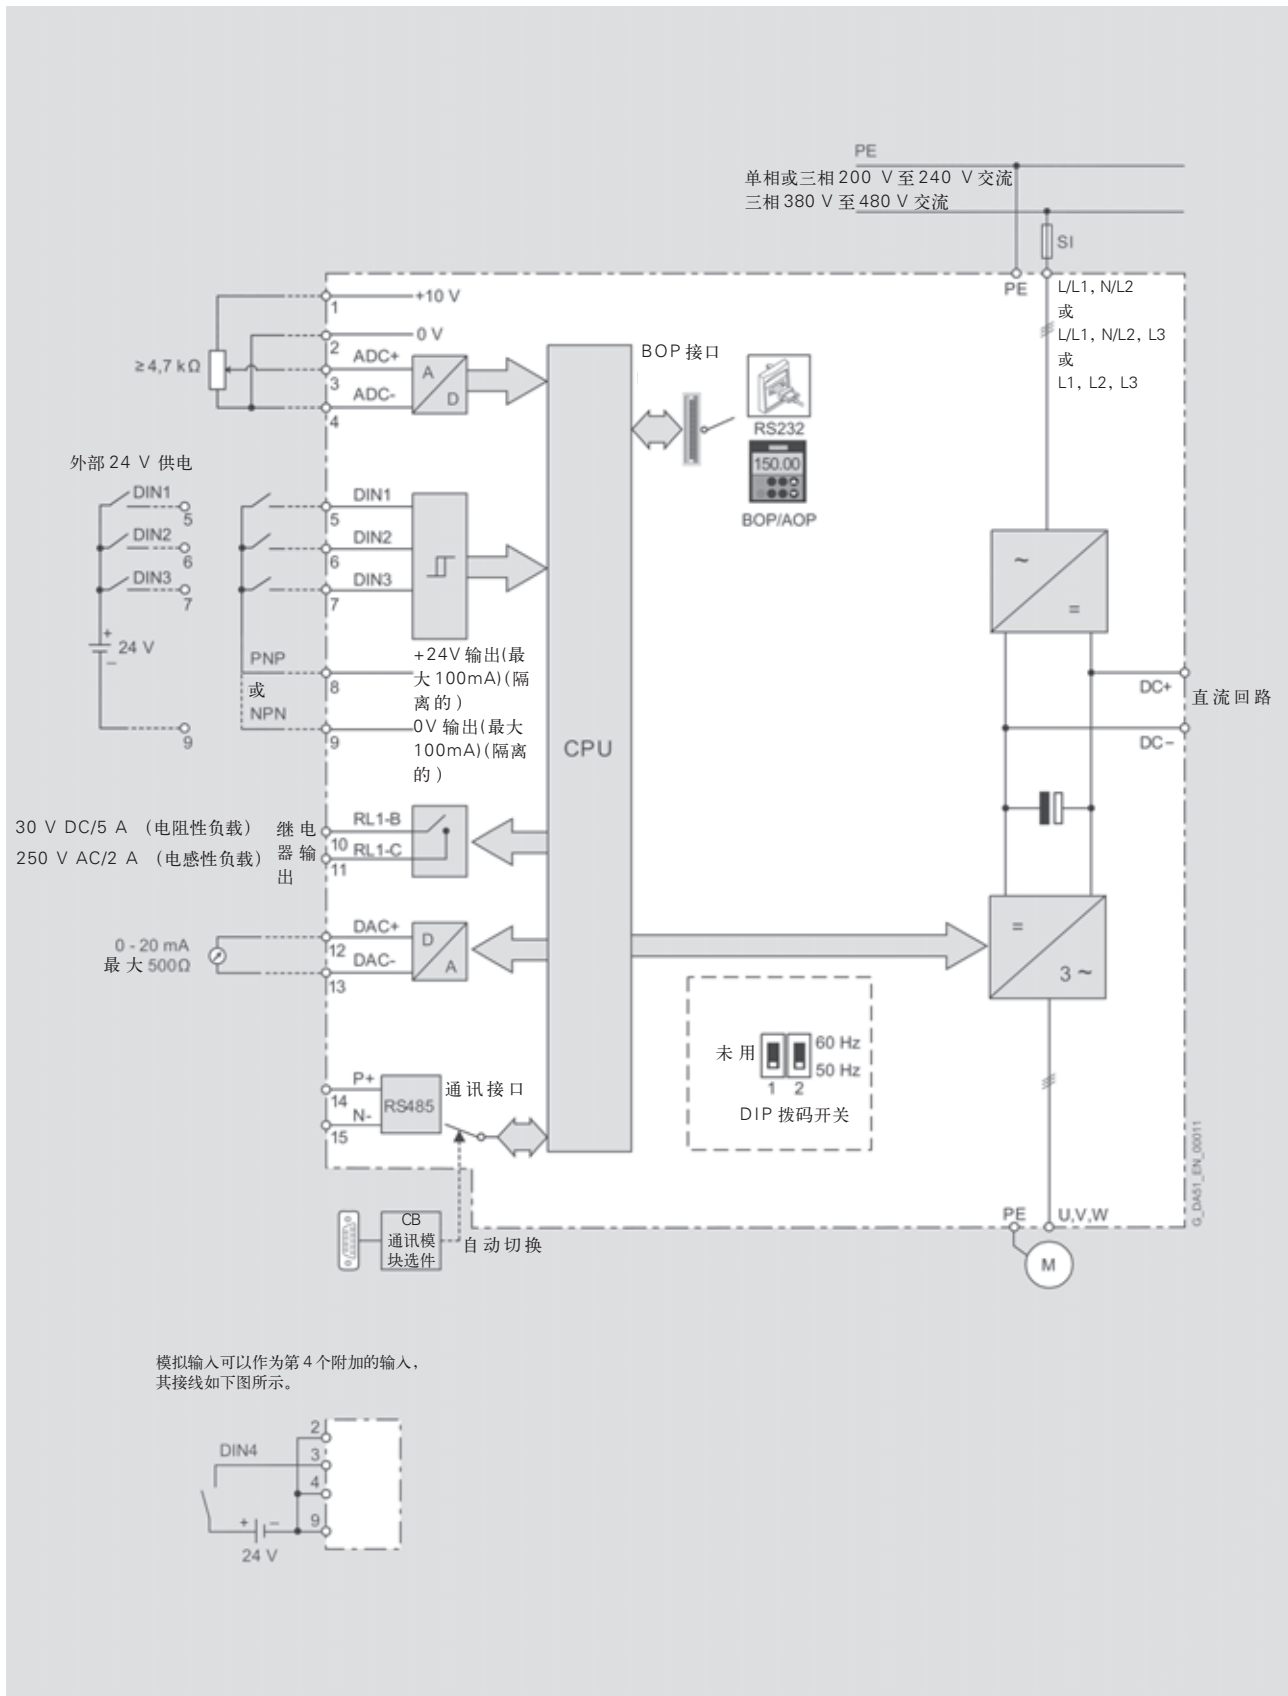 PE
单相或三相 200 V 至 240 V 交流
三相 380 V 至 480 V 交流
SI
PE
L/L1, N/L2
或
L/L1, N/L2, L3
或
L1, L2, L3
1
+10 V
2
0 V
≥ 4,7 k Ω
ADC+
3
ADC-
4
A
D
BOP 接口
RS232
150.00
BOP/AOP
外部 24 V 供电
DIN1
5
DIN2
6
DIN3
7
+
24 V
–
9
DIN1
5
DIN2
6
DIN3
7
PNP
8
或
NPN
9
+24V 输出(最
大 100mA) (隔
离的 )
0V 输出(最大
100mA) (隔离
的 )
CPU
~
=
DC+
直流回路
DC–
30 V DC/5 A （电阻性负载）
250 V AC/2 A （电感性负载）
继电
器输
出
RL1-B
10
RL1-C
11
0 - 20 mA
最大 500Ω
DAC+
12
DAC-
13
D
A
=
3 ~
未用
60 Hz
50 Hz
1 2
DIP 拨码开关
P+
14
N-
15
RS485
通讯接口
CB
通讯模
块选件
自动切换
PE
U,V,W
M
G_DA51_EN_00011
模拟输入可以作为第 4 个附加的输入，
其接线如下图所示。
2
DIN4
3
4
9
+ –
24 V